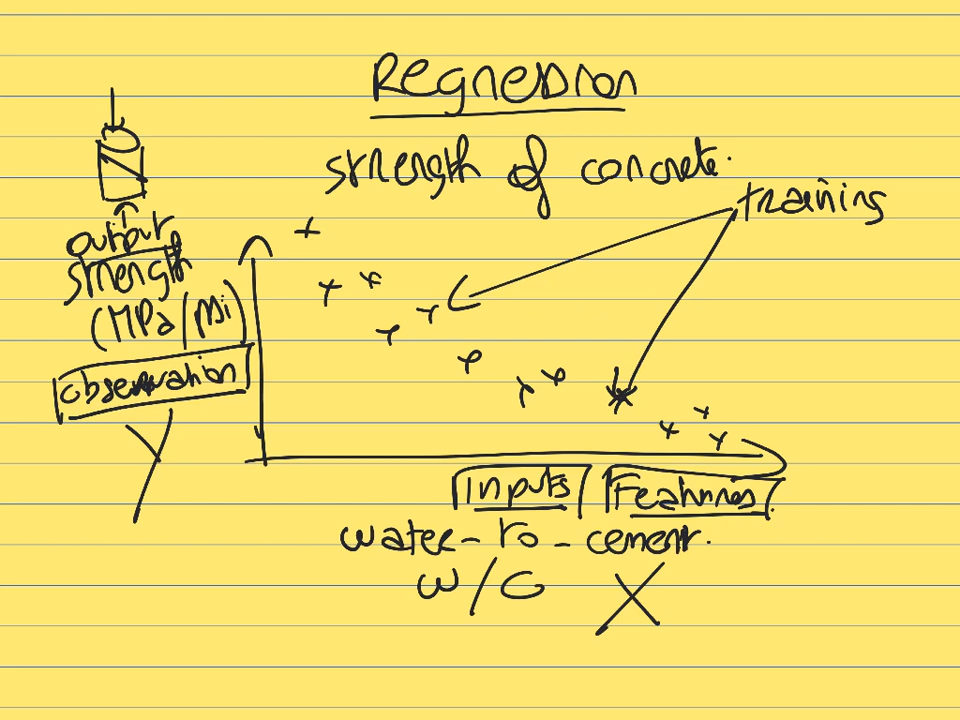 Regression
strength of concrete.
training
output
strength
(MPa/psi)
observation
Y
Inputs / Features
water-to-cement.
W/C X